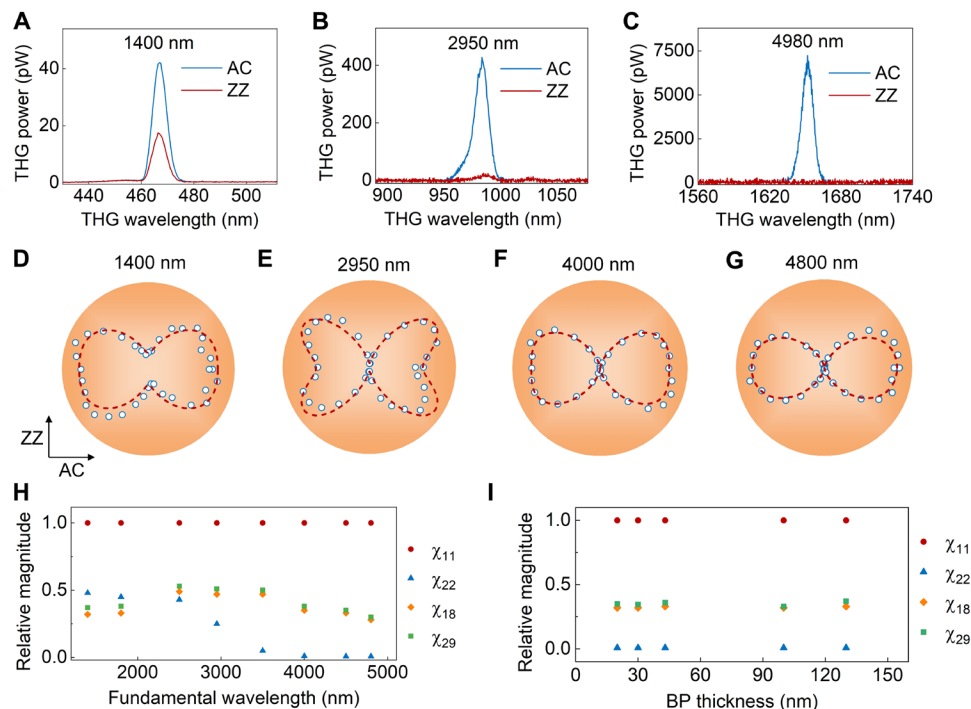 A
1400 nm
THG power (pW)
40
20
0
AC
ZZ
440
460
480
500
THG wavelength (nm)
B
2950 nm
THG power (pW)
400
200
0
AC
ZZ
900
950
1000
1050
THG wavelength (nm)
C
4980 nm
THG power (pW)
7500
5000
2500
0
AC
ZZ
1560
1620
1680
1740
THG wavelength (nm)
D
1400 nm
E
2950 nm
F
4000 nm
G
4800 nm
ZZ
AC
H
Relative magnitude
1.0
0.5
0.0
2000
3000
4000
5000
Fundamental wavelength (nm)
χ11
χ22
χ18
χ29
I
Relative magnitude
1.0
0.5
0.0
0
30
60
90
120
150
BP thickness (nm)
χ11
χ22
χ18
χ29